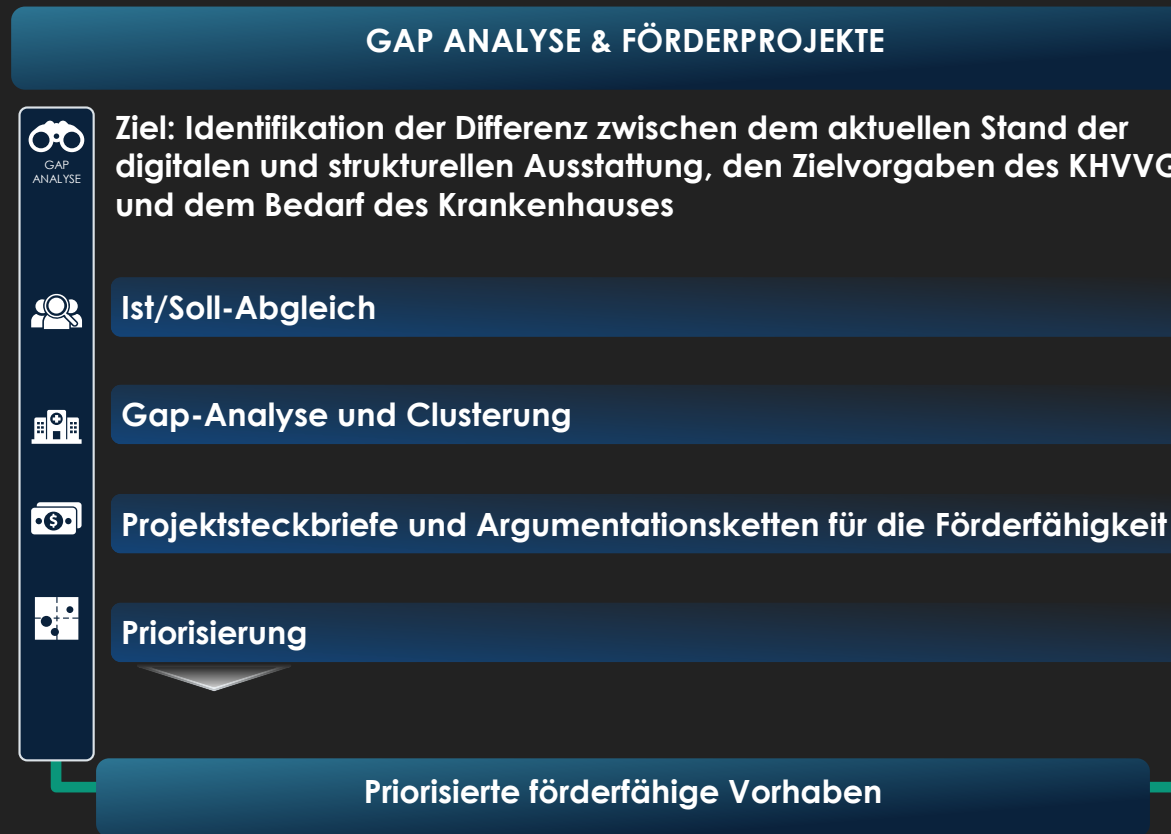 GAP ANALYSE & FÖRDERPROJEKTE
GAP
ANALYSE
Ziel: Identifikation der Differenz zwischen dem aktuellen Stand der
digitalen und strukturellen Ausstattung, den Zielvorgaben des KHVVG
und dem Bedarf des Krankenhauses
Ist/Soll-Abgleich
Gap-Analyse und Clusterung
$
Projektsteckbriefe und Argumentationsketten für die Förderfähigkeit
Priorisierung
Priorisierte förderfähige Vorhaben